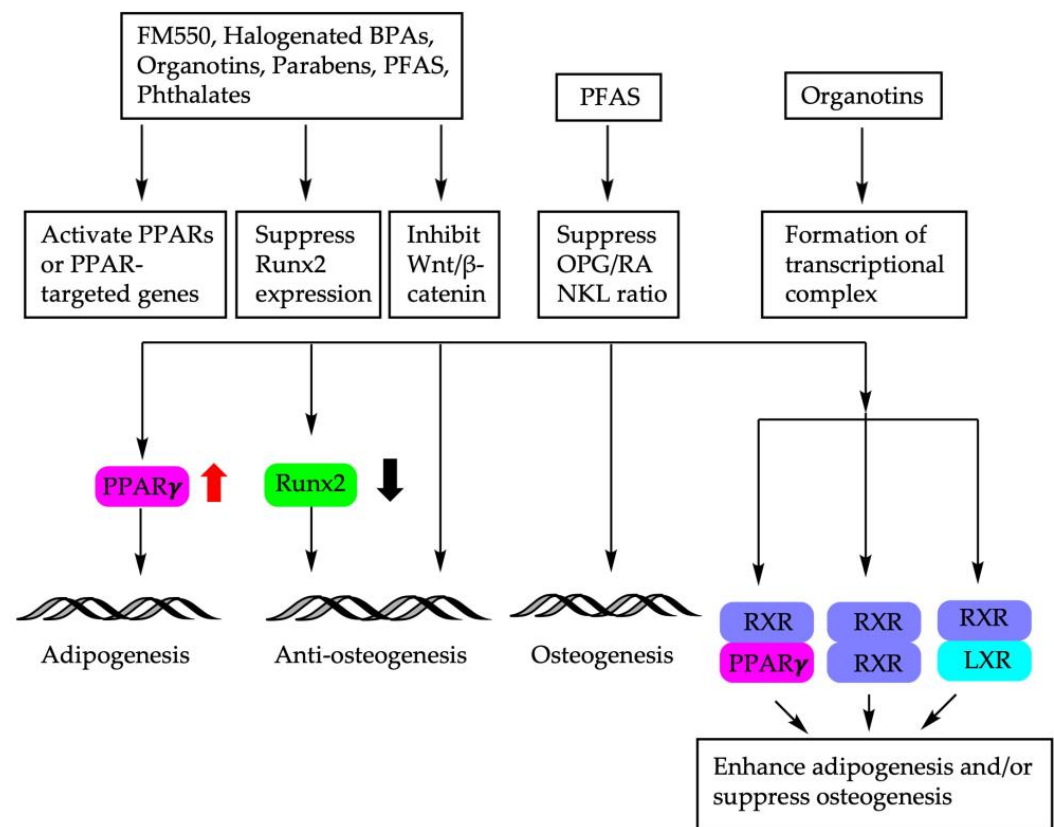 FM550, Halogenated BPAs,
Organotins, Parabens, PFAS,
Phthalates
PFAS
Organotins
Activate PPARs
or PPAR-
targeted genes
Suppress
Runx2
expression
Inhibit
Wnt/β-
catenin
Suppress
OPG/RA
NKL ratio
Formation of
transcriptional
complex
PPARγ
Runx2
Adipogenesis
Anti-osteogenesis
Osteogenesis
RXR
PPARγ
RXR
RXR
RXR
LXR
Enhance adipogenesis and/or
suppress osteogenesis